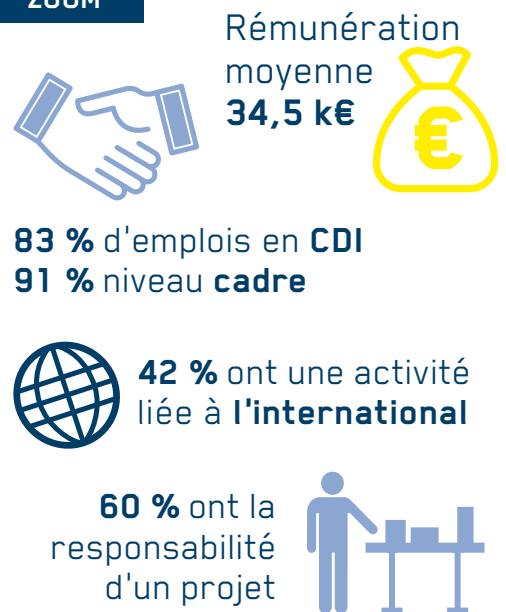 ZOOM
Rémunération
moyenne
34,5 k€
€
83 % d'emplois en CDI
91 % niveau cadre
42 % ont une activité
liée à l'international
60 % ont la
responsabilité
d'un projet